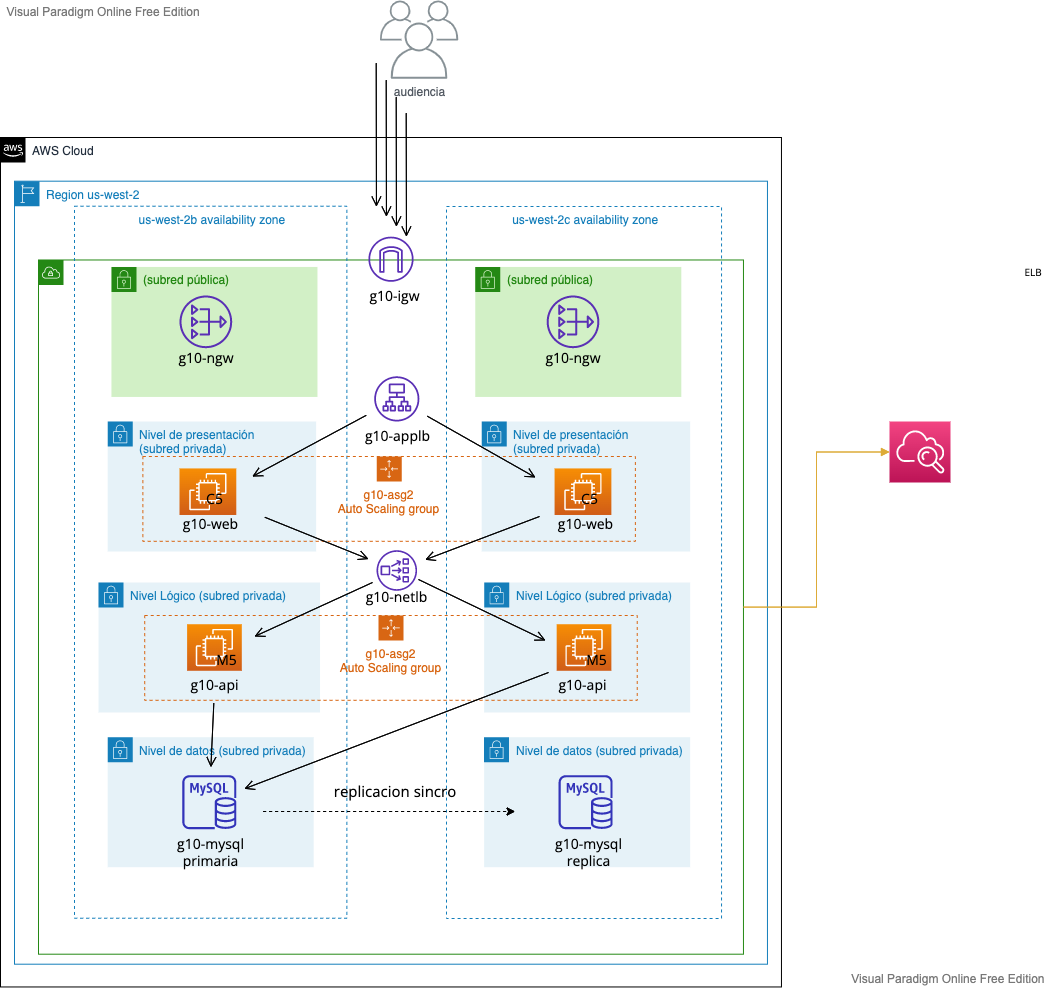 Visual Paradigm Online Free Edition
audiencia
aws
AWS Cloud
Region us-west-2
us-west-2b availability zone
us-west-2c availability zone
(subred pública)
(subred pública)
ELB
g10-igw
g10-ngw
g10-ngw
g10-applb
Nivel de presentación
(subred privada)
Nivel de presentación
(subred privada)
C5
g10-web
g10-asg2
Auto Scaling group
C5
g10-web
g10-netlb
Nivel Lógico (subred privada)
Nivel Lógico (subred privada)
M5
g10-api
g10-asg2
Auto Scaling group
M5
g10-api
Nivel de datos (subred privada)
Nivel de datos (subred privada)
MySQL
g10-mysql
primaria
replicacion sincro
MySQL
g10-mysql
replica
Visual Paradigm Online Free Edition